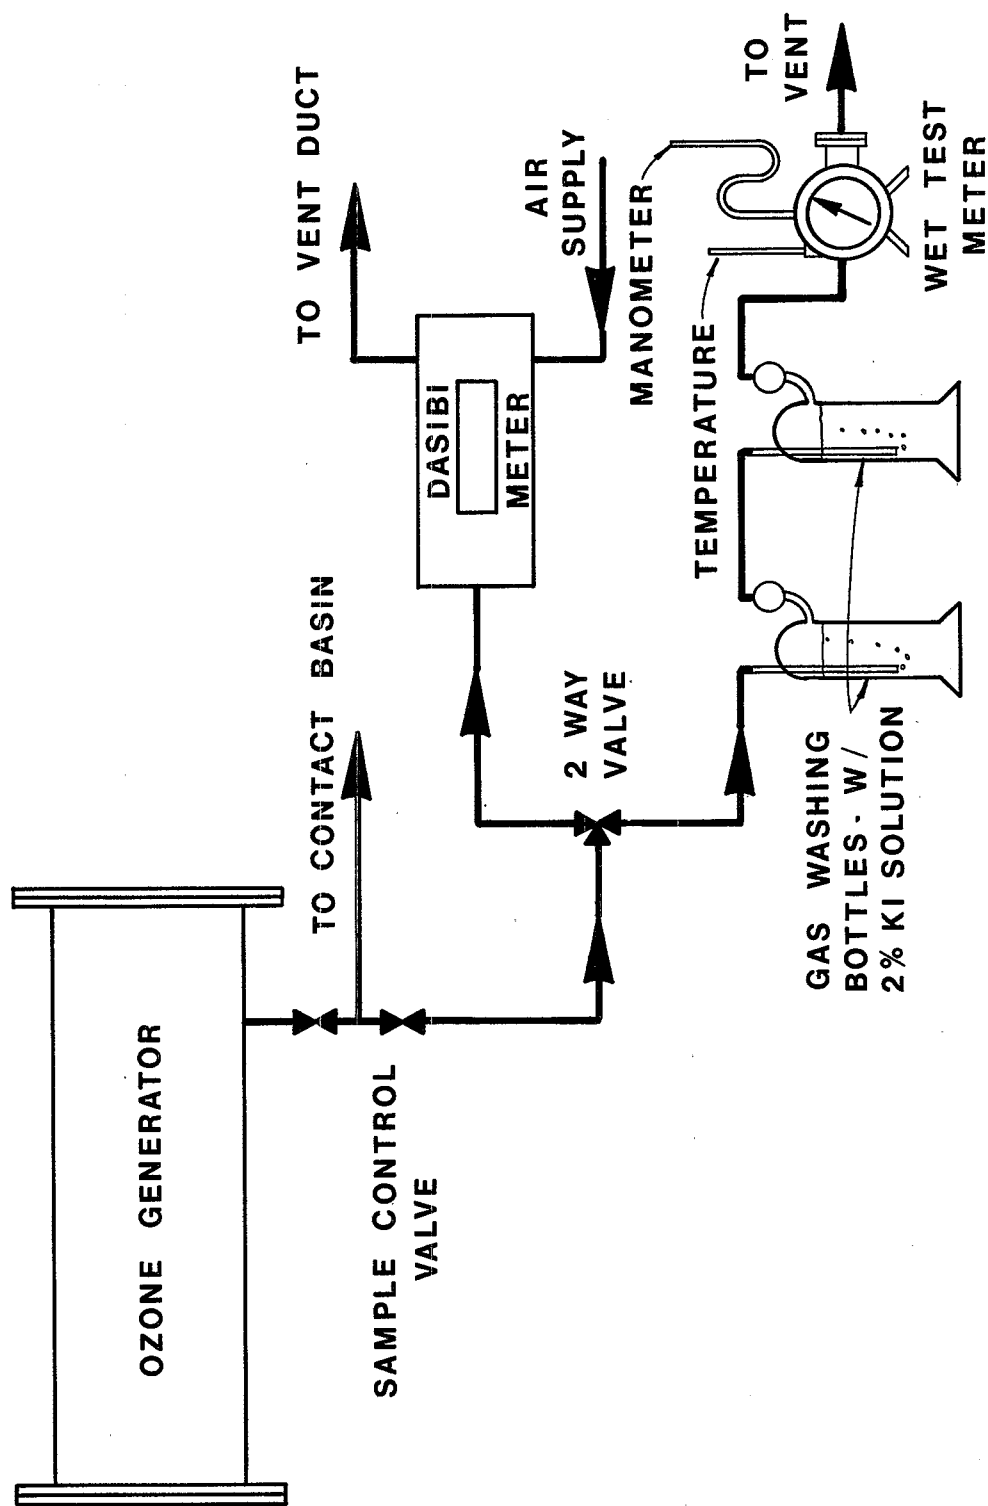 OZONE GENERATOR
SAMPLE CONTROL
VALVE
TO CONTACT BASIN
TO VENT DUCT
DASIBI
METER
AIR
SUPPLY
2 WAY
VALVE
MANOMETER
TEMPERATURE
TO
VENT
GAS WASHING
BOTTLES - W/
2% KI SOLUTION
WET TEST
METER